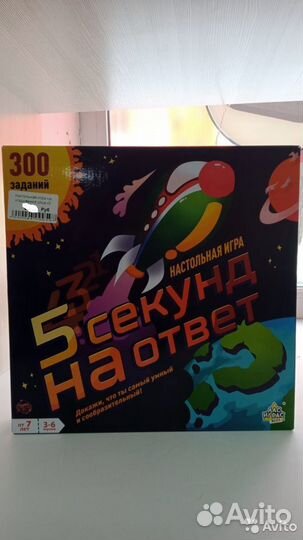 300
заданий
Руб
НАСТОЛЬНАЯ ИГРА
5 секунд
на ответ
Докажи, что ты самый умный
и сообразительный!
от 7
лет
3-6
Avito